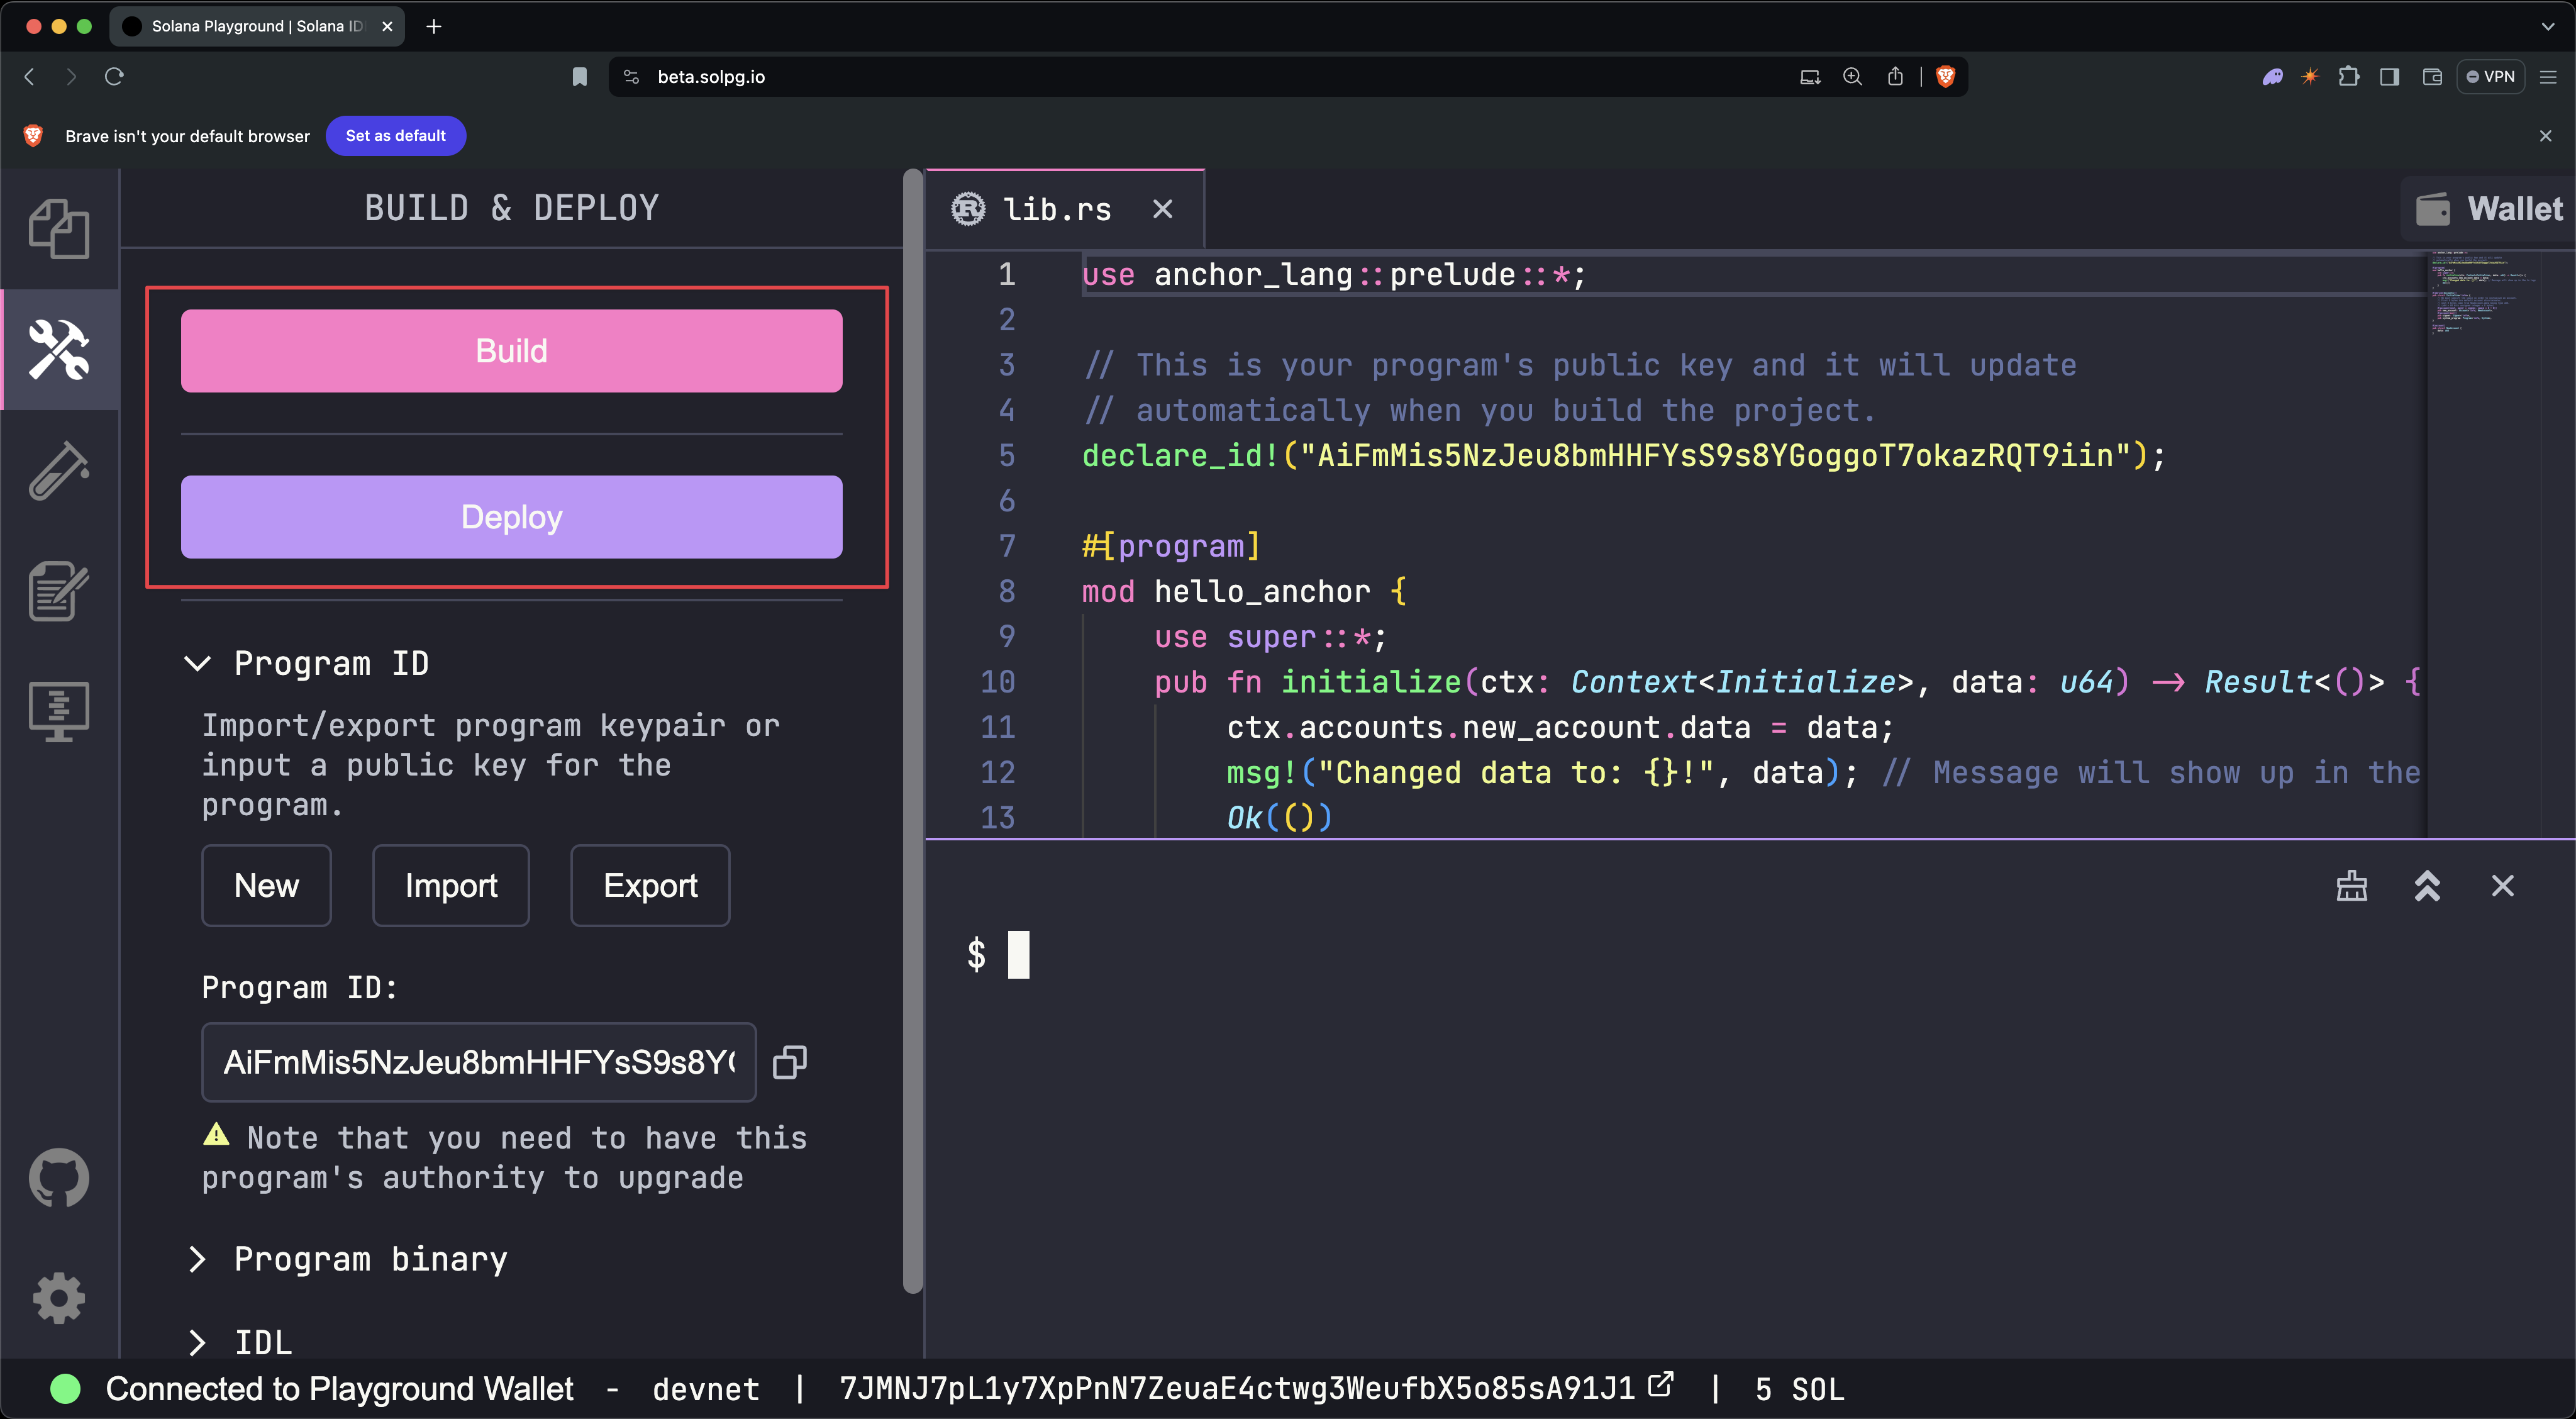 Solana Playground | Solana IDE
beta.solpg.io
VPN
Brave isn't your default browser
Set as default
BUILD & DEPLOY
Build
Deploy
Program ID
Import/export program keypair or
input a public key for the
program.
New
Import
Export
Program ID:
AiFmMis5NzJeu8bmHHFYsS9s8Y
Note that you need to have this
program's authority to upgrade
Program binary
IDL
lib.rs
Wallet
1 use anchor_lang::prelude::*;
2
3 // This is your program's public key and it will update
4 // automatically when you build the project.
5 declare_id!("AiFmMis5NzJeu8bmHHFYsS9s8YGoggoT7okazRQT9iin");
6
7 #[program]
8 mod hello_anchor {
9 use super::*;
10 pub fn initialize(ctx: Context<Initialize>, data: u64) -> Result<()> {
11 ctx.accounts.new_account.data = data;
12 msg!("Changed data to: {}!", data); // Message will show up in the
13 Ok(())
$
Connected to Playground Wallet - devnet | 7JMNJ7pL1y7XpPnN7ZeuaE4ctwg3WeufbX5o85sA91J1 | 5 SOL